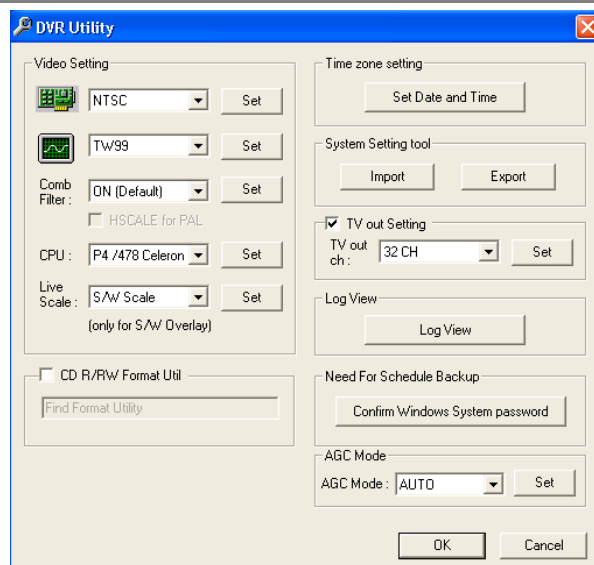 DVR Utility
Video Setting
NTSC
Set
TW99
Set
Comb
Filter :
ON (Default)
Set
HSCALE for PAL
CPU :
P4 /478 Celeron
Set
Live
Scale :
S/W Scale
Set
(only for S/W Overlay)
CD R/RW Format Util
Find Format Utility
Time zone setting
Set Date and Time
System Setting tool
Import
Export
TV out Setting
TV out
ch :
32 CH
Set
Log View
Log View
Need For Schedule Backup
Confirm Windows System password
AGC Mode
AGC Mode :
AUTO
Set
OK
Cancel